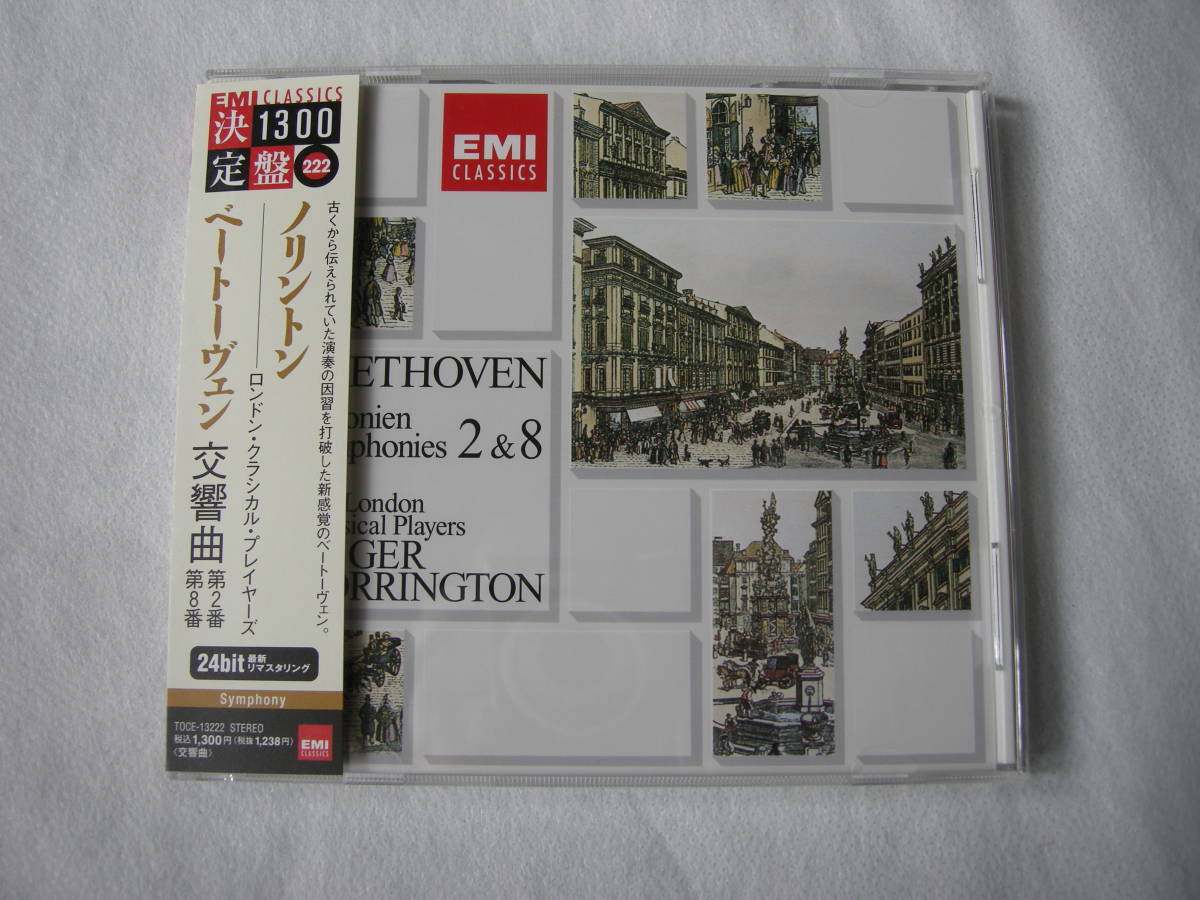 EMI CLASSICS
決定盤
1300
222
古くから伝えられていた演奏の因習を打破した新感覚のベートーヴェン。
ノリントン
ロンドン・クラシカル・プレイヤーズ
ベートーヴェン
交響曲
第2番
第8番
24bit 最新リマスタリング
Symphony
TOCE-13222 STEREO
税込1,300円(税抜1,238円)
〈交響曲〉
EMI
CLASSICS
EMI
CLASSICS
ETHOVEN
onien
phonies 2 & 8
London
sical Players
GER
ORRINGTON